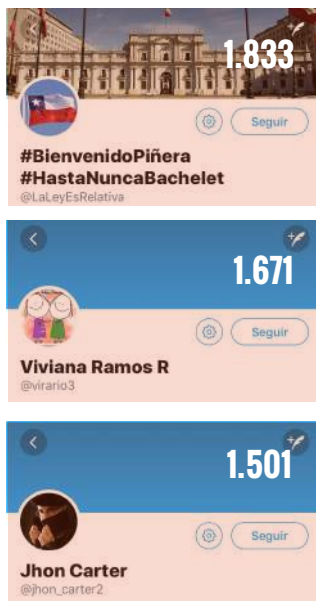 1.833
Seguir
#BienvenidoPiñera
#HastaNuncaBachelet
@LaLeyEsRelativa
1.671
Seguir
Viviana Ramos R
@virario3
1.501
Seguir
Jhon Carter
@jhon_carter2